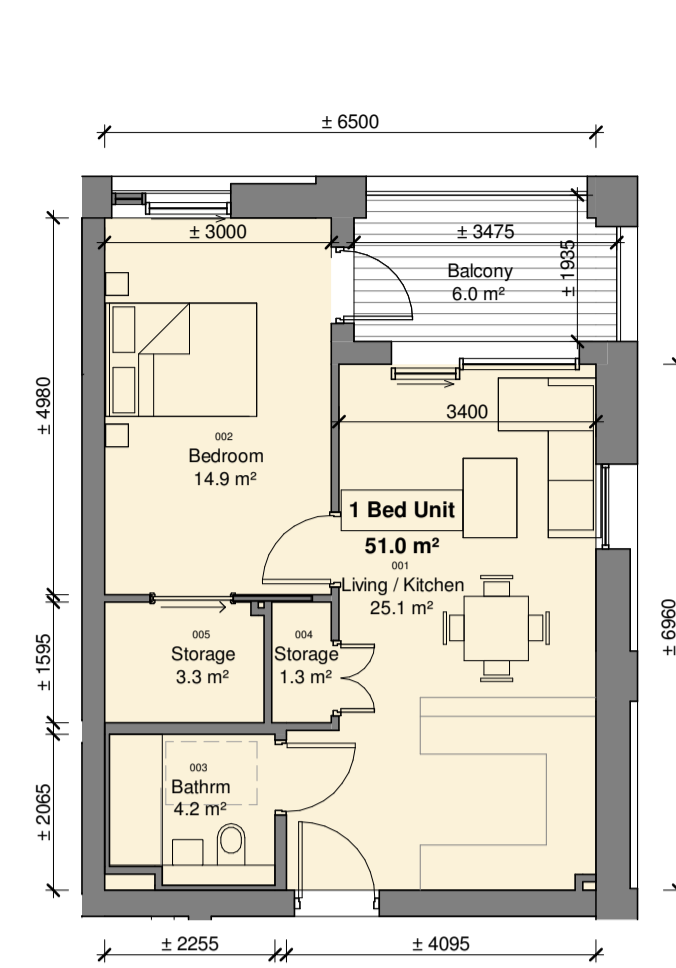 ± 6500
± 3000
± 3475
± 1935
Balcony
6.0 m²
± 4980
3400
002
Bedroom
14.9 m²
1 Bed Unit
51.0 m²
001
Living / Kitchen
25.1 m²
± 6960
± 1595
005
Storage
3.3 m²
004
Storage
1.3 m²
± 2065
003
Bathrm
4.2 m²
± 2255
± 4095